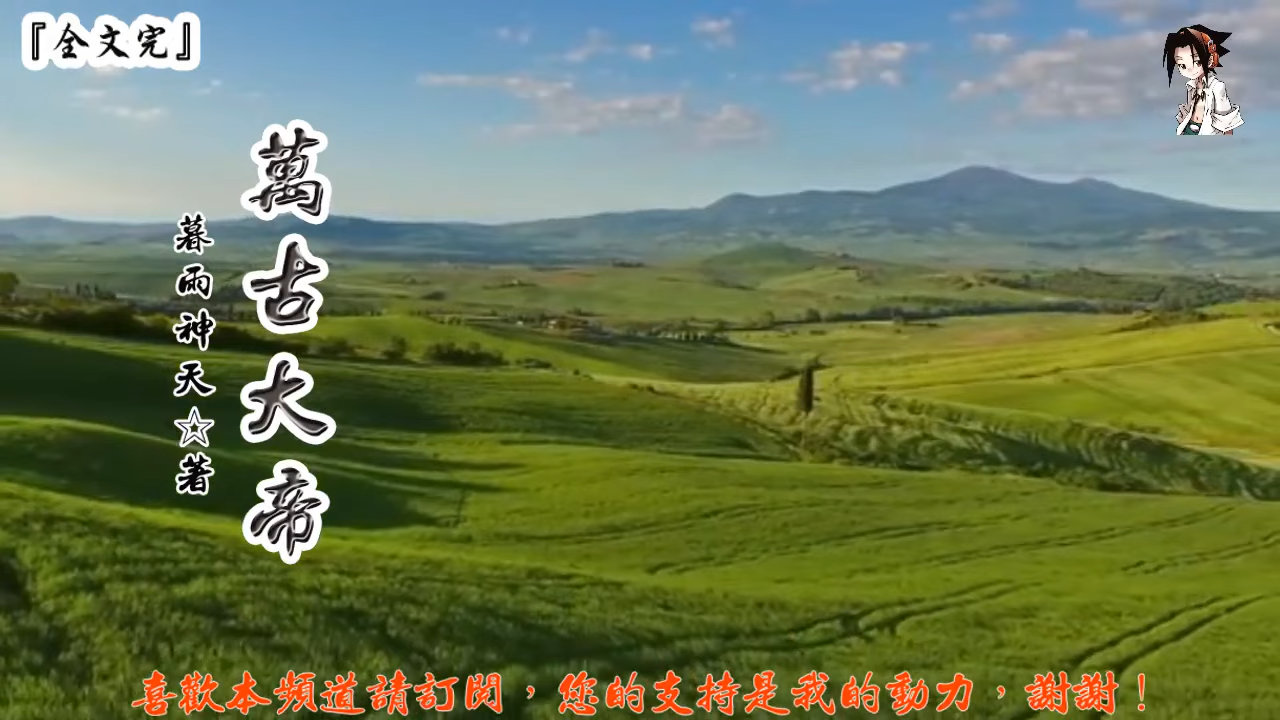 『全文完』
萬古大帝
暮雨神天☆著
喜歡本頻道請訂閱，您的支持是我的動力，謝謝！